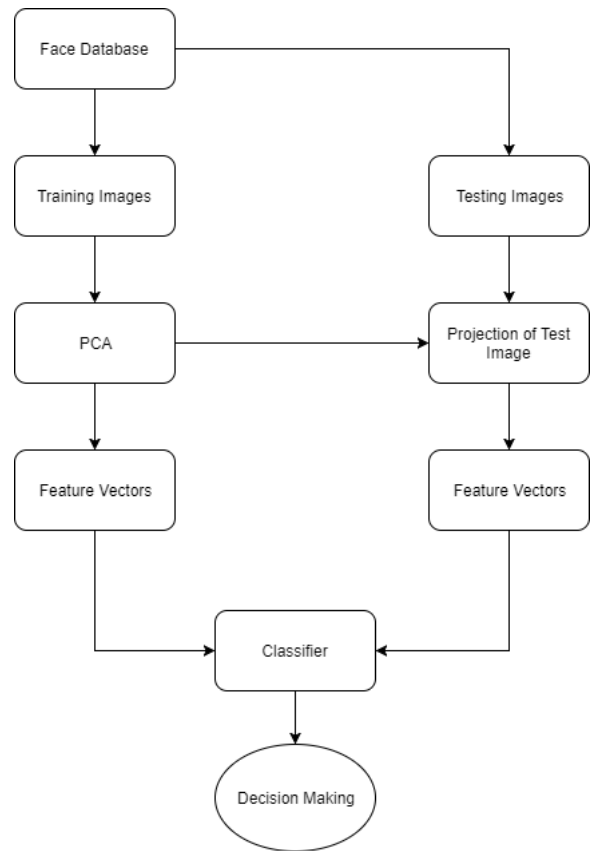 Face Database
Training Images
Testing Images
PCA
Projection of Test
Image
Feature Vectors
Feature Vectors
Classifier
Decision Making